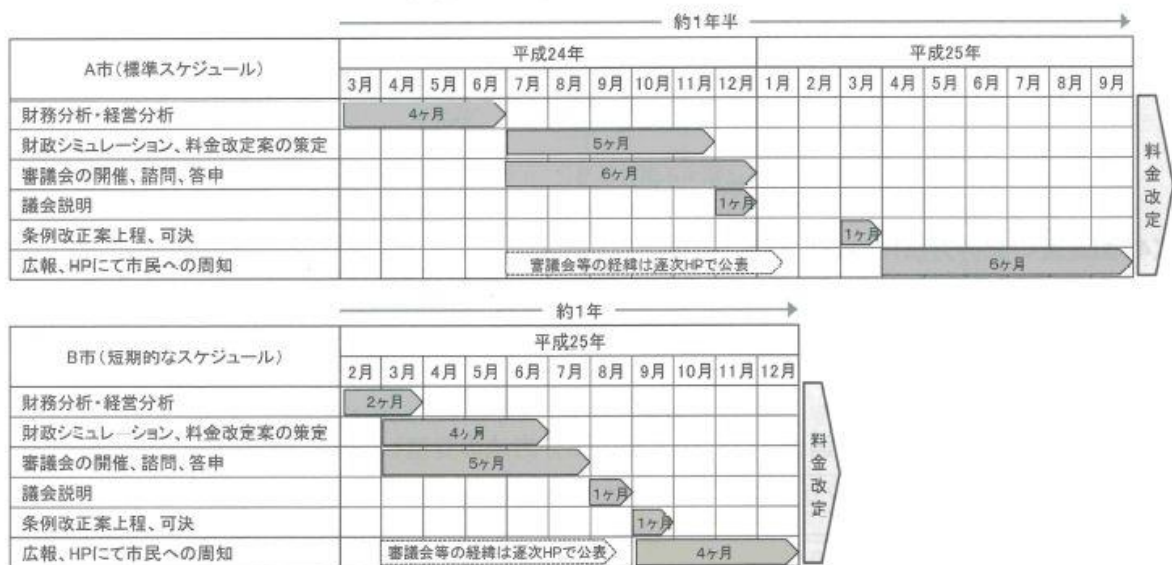 約1年半
A市(標準スケジュール)
平成24年 平成25年
3月 4月 5月 6月 7月 8月 9月 10月 11月 12月 1月 2月 3月 4月 5月 6月 7月 8月 9月
財務分析・経営分析 4ヶ月
財政シミュレーション、料金改定案の策定 5ヶ月
審議会の開催、諮問、答申 6ヶ月
議会説明 1ヶ月
条例改正案上程、可決 1ヶ月
広報、HPにて市民への周知 審議会等の経緯は逐次HPで公表 6ヶ月
料金改定
約1年
B市(短期的なスケジュール)
平成25年
2月 3月 4月 5月 6月 7月 8月 9月 10月 11月 12月
財務分析・経営分析 2ヶ月
財政シミュレーション、料金改定案の策定 4ヶ月
審議会の開催、諮問、答申 5ヶ月
議会説明 1ヶ月
条例改正案上程、可決 1ヶ月
広報、HPにて市民への周知 審議会等の経緯は逐次HPで公表 4ヶ月
料金改定